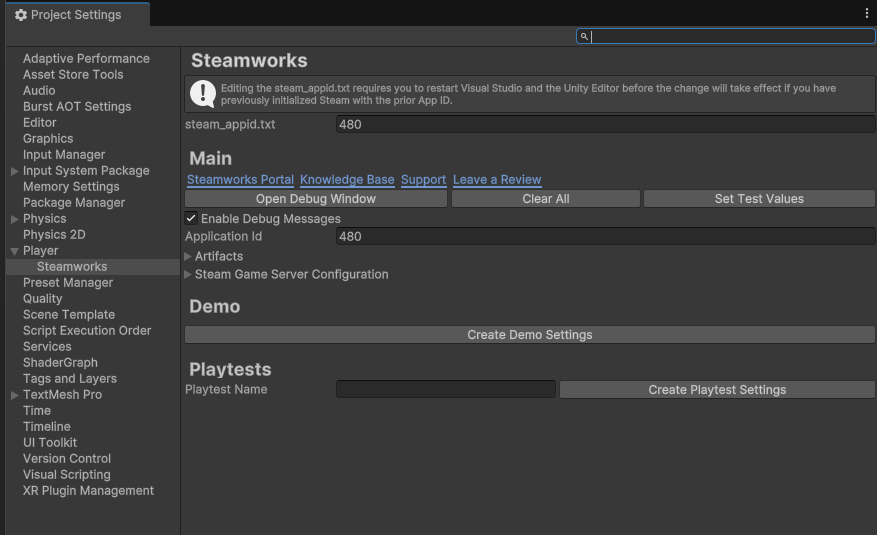 Project Settings
Adaptive Performance
Asset Store Tools
Audio
Burst AOT Settings
Editor
Graphics
Input Manager
Input System Package
Memory Settings
Package Manager
Physics
Physics 2D
Player
Steamworks
Preset Manager
Quality
Scene Template
Script Execution Order
Services
ShaderGraph
Tags and Layers
TextMesh Pro
Time
Timeline
UI Toolkit
Version Control
Visual Scripting
XR Plugin Management
Steamworks
Editing the steam_appid.txt requires you to restart Visual Studio and the Unity Editor before the change will take effect if you have
previously initialized Steam with the prior App ID.
steam_appid.txt 480
Main
Steamworks Portal Knowledge Base Support Leave a Review
Open Debug Window Clear All Set Test Values
Enable Debug Messages
Application Id 480
Artifacts
Steam Game Server Configuration
Demo
Create Demo Settings
Playtests
Playtest Name Create Playtest Settings